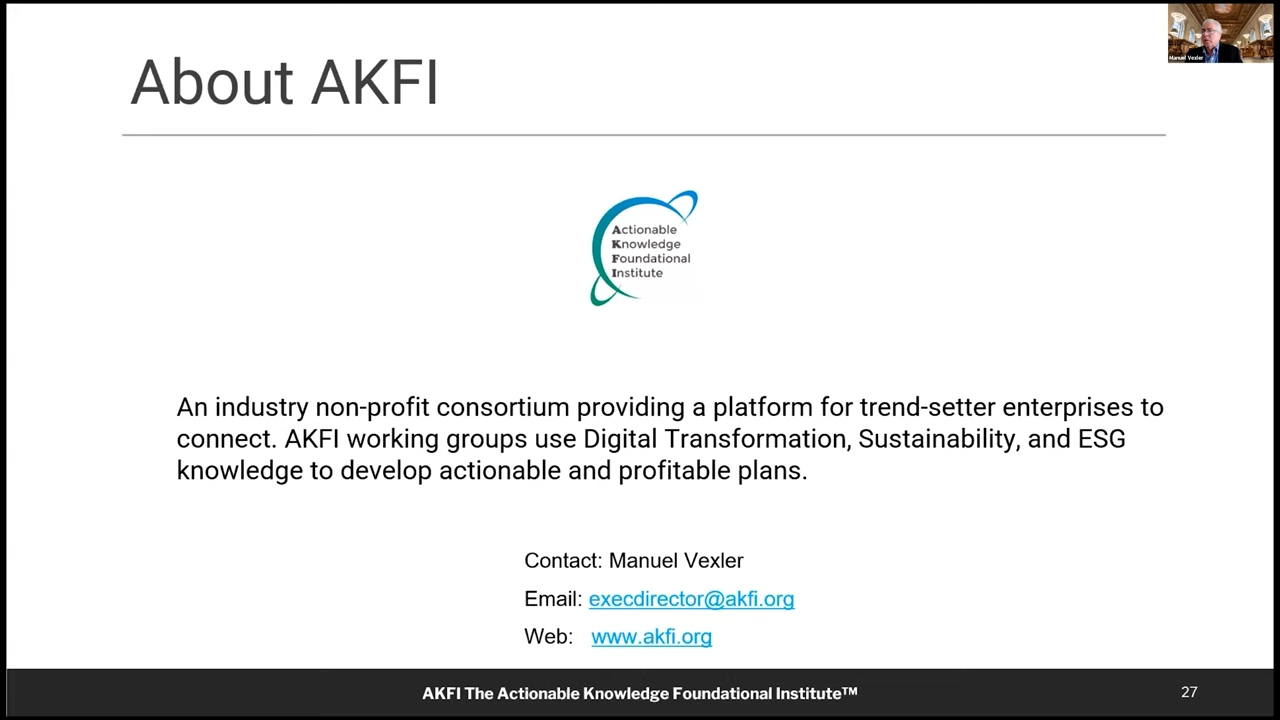 Manuel Vexler
About AKFI
Actionable
Knowledge
Foundational
Institute
An industry non-profit consortium providing a platform for trend-setter enterprises to
connect. AKFI working groups use Digital Transformation, Sustainability, and ESG
knowledge to develop actionable and profitable plans.
Contact: Manuel Vexler
Email: execdirector@akfi.org
Web: www.akfi.org
AKFI The Actionable Knowledge Foundational Institute™
27